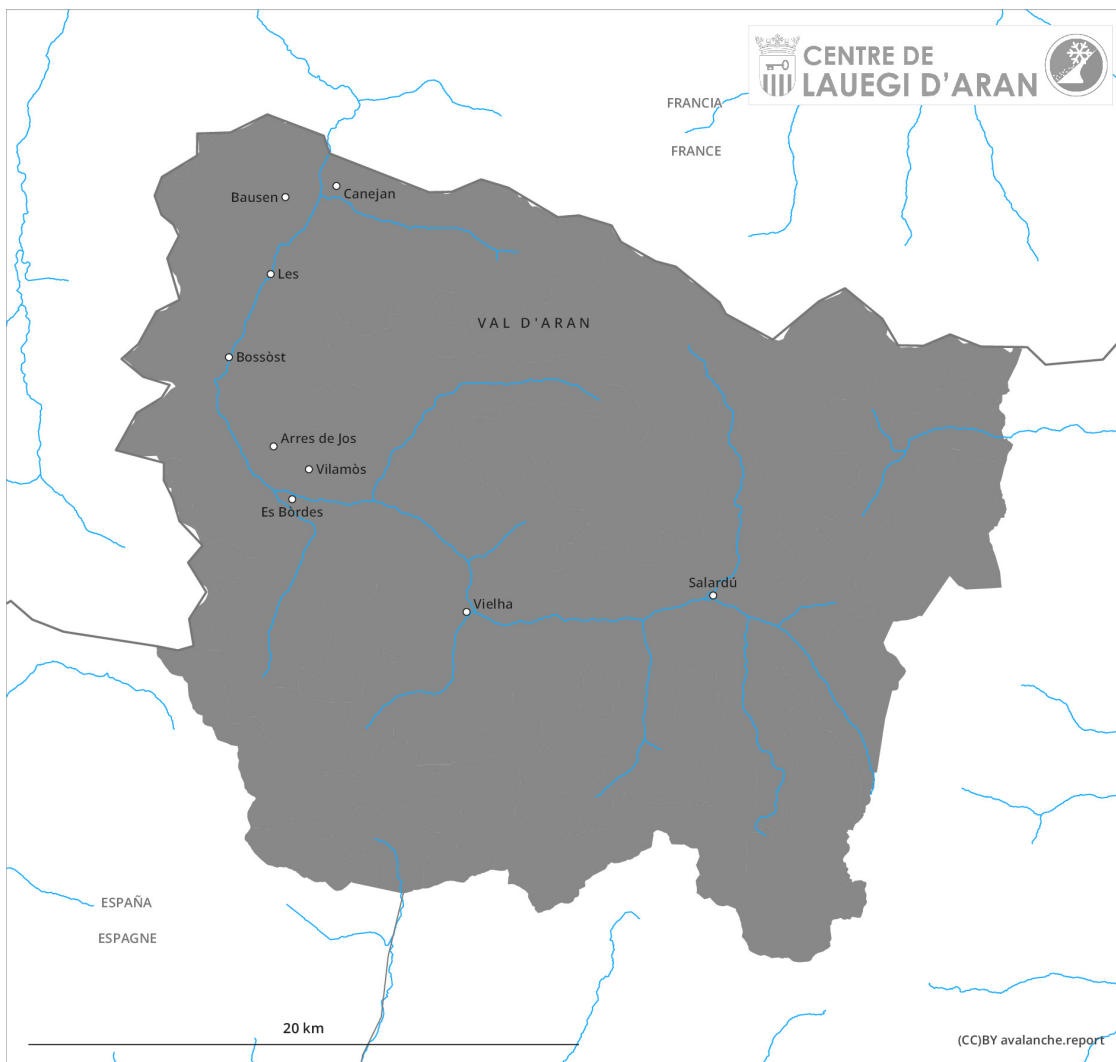 CENTRE DE
LAUEGI D'ARAN
FRANCIA
FRANCE
Bausen
Canejan
Les
VAL D'ARAN
Bossòst
Arres de Jos
Vilamòs
Es Bòrdes
Salardú
Vielha
ESPAÑA
ESPAGNE
20 km
(CC)BY avalanche.report